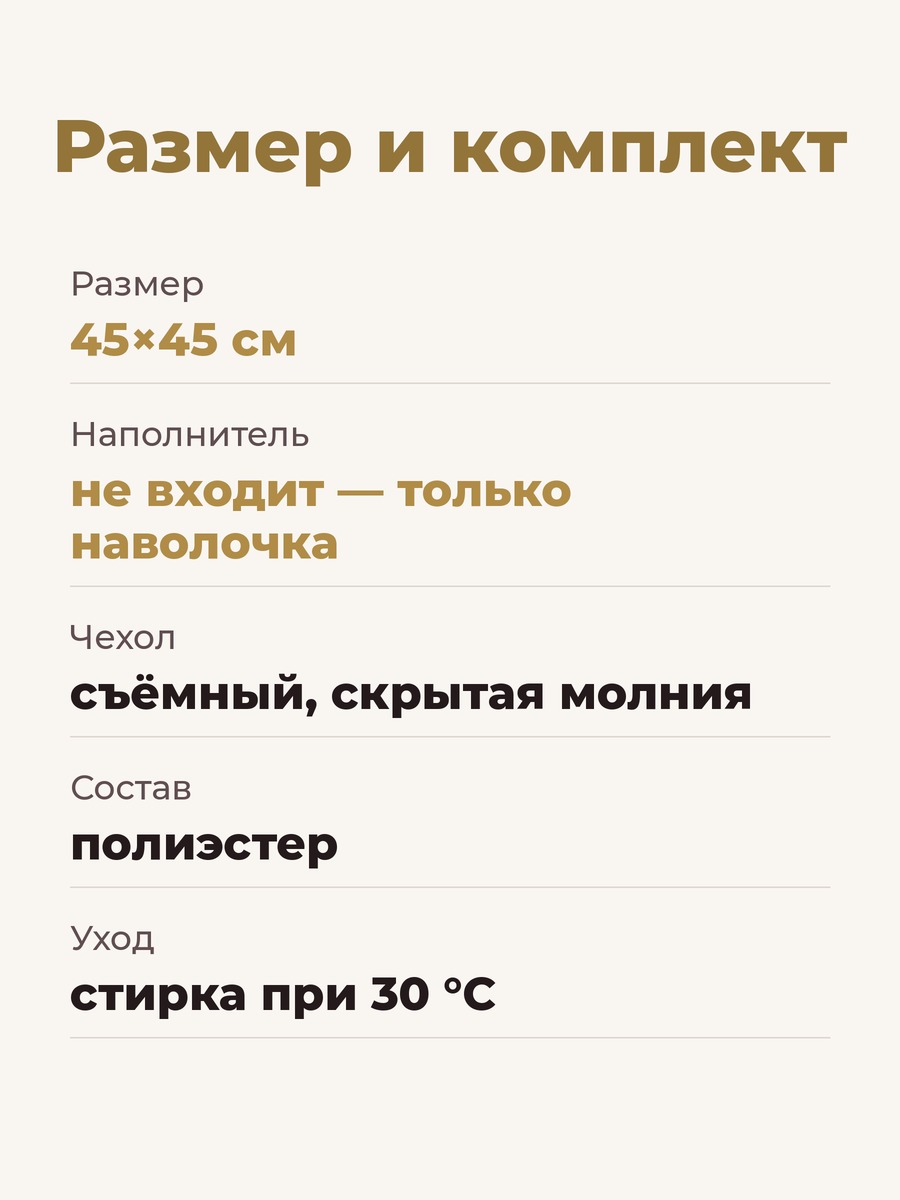 Размер и комплект
Размер
45×45 см
Наполнитель
не входит — только
наволочка
Чехол
съёмный, скрытая молния
Состав
полиэстер
Уход
стирка при 30 °C